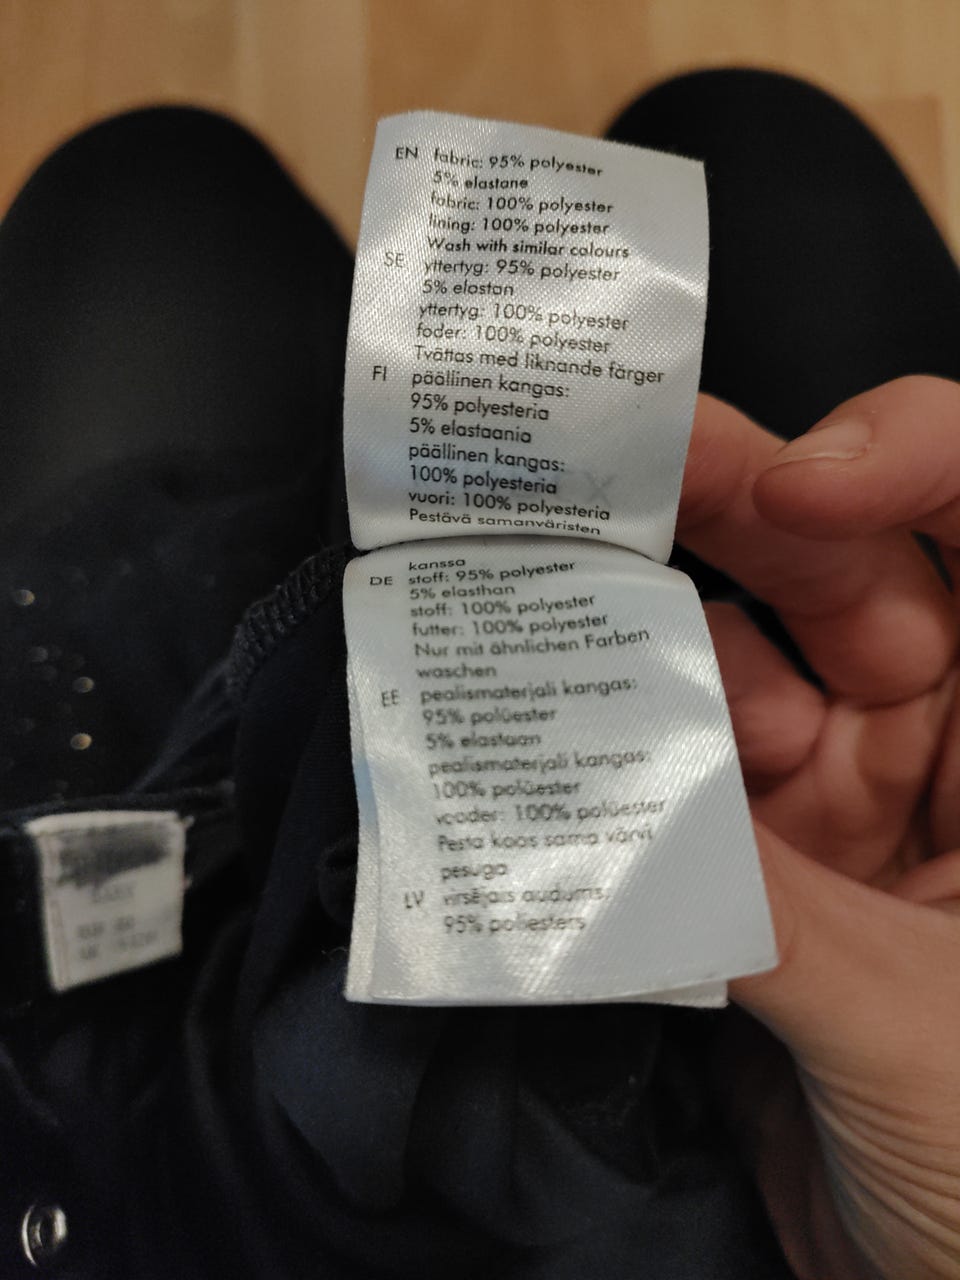 EN fabric: 95% polyester
5% elastane
fabric: 100% polyester
lining: 100% polyester
Wash with similar colours
SE yttertyg: 95% polyester
5% elastan
yttertyg: 100% polyester
foder: 100% polyester
Tvättas med liknande färger
FI päällinen kangas:
95% polyesteria
5% elastaania
päällinen kangas:
100% polyesteria
vuori: 100% polyesteria
Pestävä samanväristen
kanssa
DE stoff: 95% polyester
5% elasthan
stoff: 100% polyester
futter: 100% polyester
Nur mit ähnlichen Farben
waschen
EE pealismaterjali kangas:
95% polüester
5% elastaan
pealismaterjali kangas:
100% polüester
vooder: 100% polüester
Pesta koos sama värvi
pesuga
LV virsējais audums:
95% poliesters